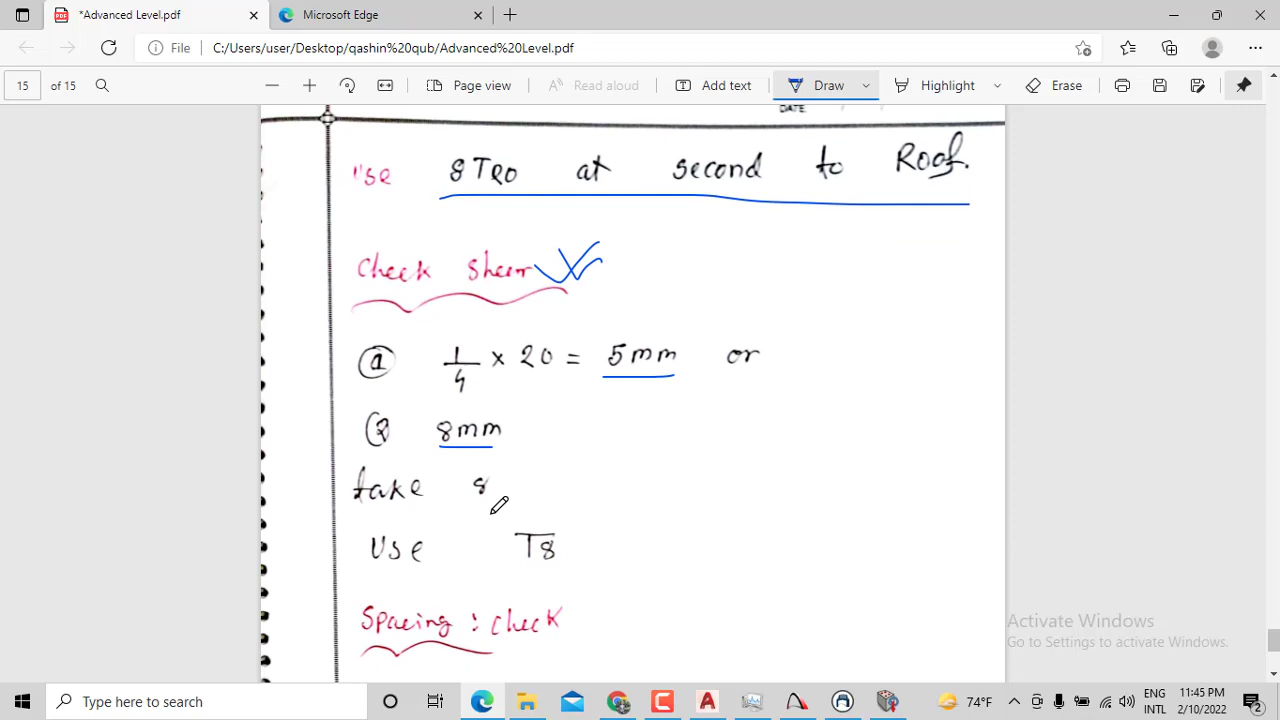 *Advanced Level.pdf
Microsoft Edge
File C:/Users/user/Desktop/qashin%20qub/Advanced%20Level.pdf
15 of 15 Page view Read aloud Add text Draw Highlight Erase
DATE:
Use 8T20 at second to Roof.
Check Shear
① 1/4 × 20 = 5mm or
② 8mm
take 8
Use T8
Spacing : Check
Activate Windows
Go to Settings to activate Windows.
Type here to search
74°F
ENG 11:45 PM
INTL 2/10/2022
2